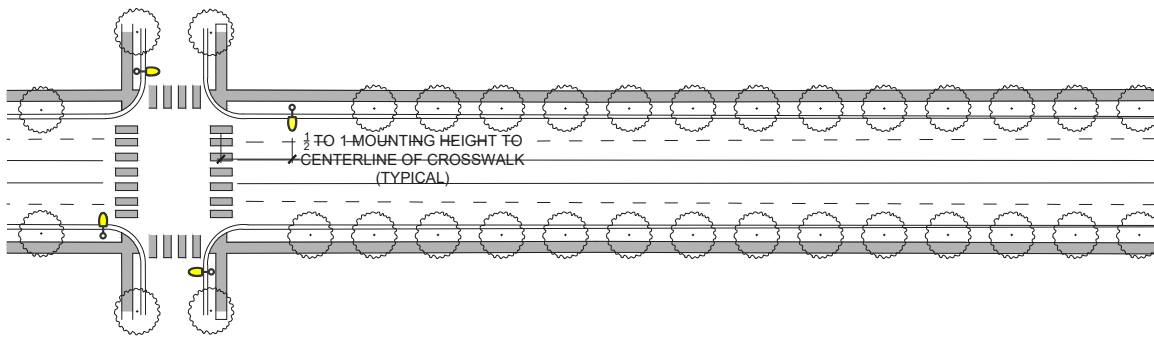 ½ TO 1 MOUNTING HEIGHT TO
CENTERLINE OF CROSSWALK
(TYPICAL)